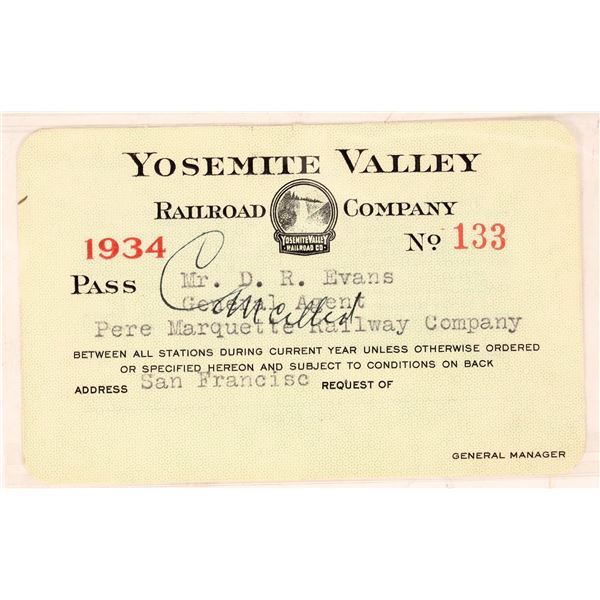 YOSEMITE VALLEY
RAILROAD COMPANY
YOSEMITE VALLEY
RAILROAD CO.
1934 No 133
PASS Mr. D. R. Evans
General Agent
Pere Marquette Railway Company
BETWEEN ALL STATIONS DURING CURRENT YEAR UNLESS OTHERWISE ORDERED
OR SPECIFIED HEREON AND SUBJECT TO CONDITIONS ON BACK
ADDRESS San Francisc REQUEST OF
GENERAL MANAGER